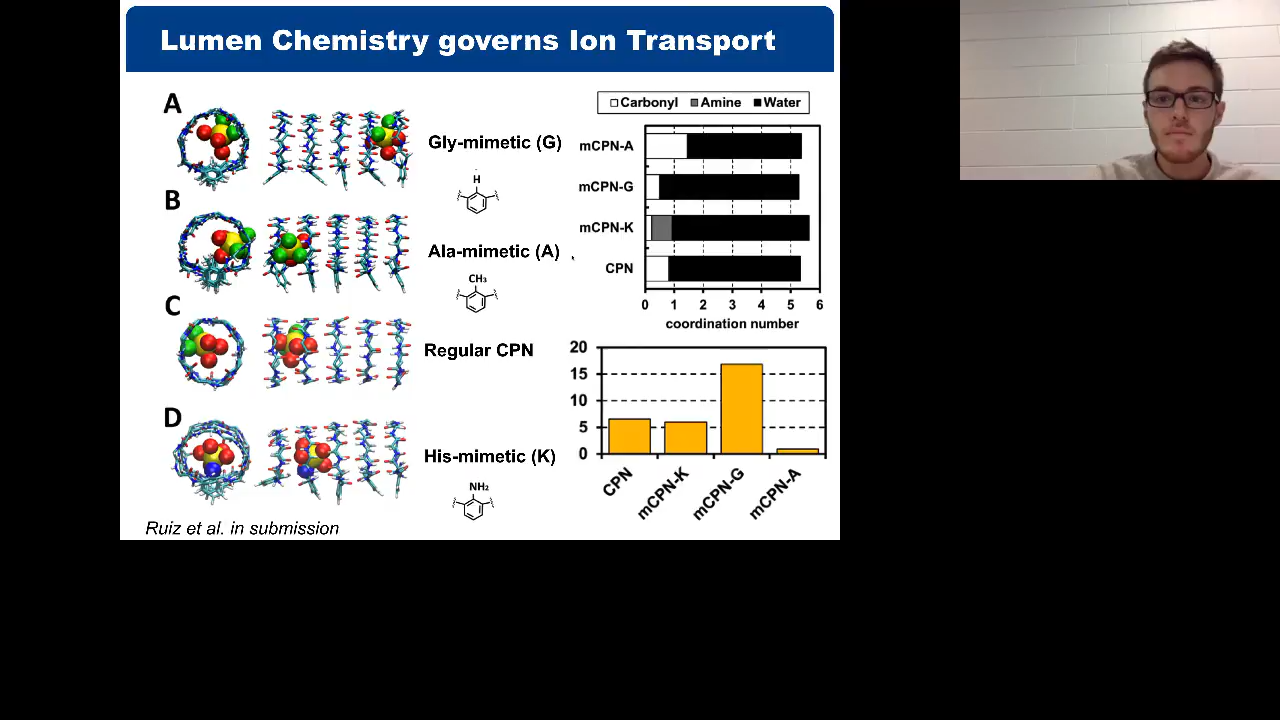 Lumen Chemistry governs Ion Transport
A
Gly-mimetic (G)
H
B
Ala-mimetic (A)
CH₃
C
Regular CPN
D
His-mimetic (K)
NH₂
Ruiz et al. in submission
Carbonyl Amine Water
mCPN-A
mCPN-G
mCPN-K
CPN
0 1 2 3 4 5 6
coordination number
20
15
10
5
0
CPN mCPN-K mCPN-G mCPN-A